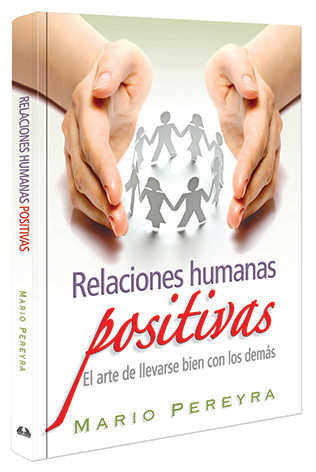 RELACIONES HUMANAS POSITIVAS
MARIO PEREYRA
Relaciones humanas
positivas
El arte de llevarse bien con los demás
MARIO PEREYRA